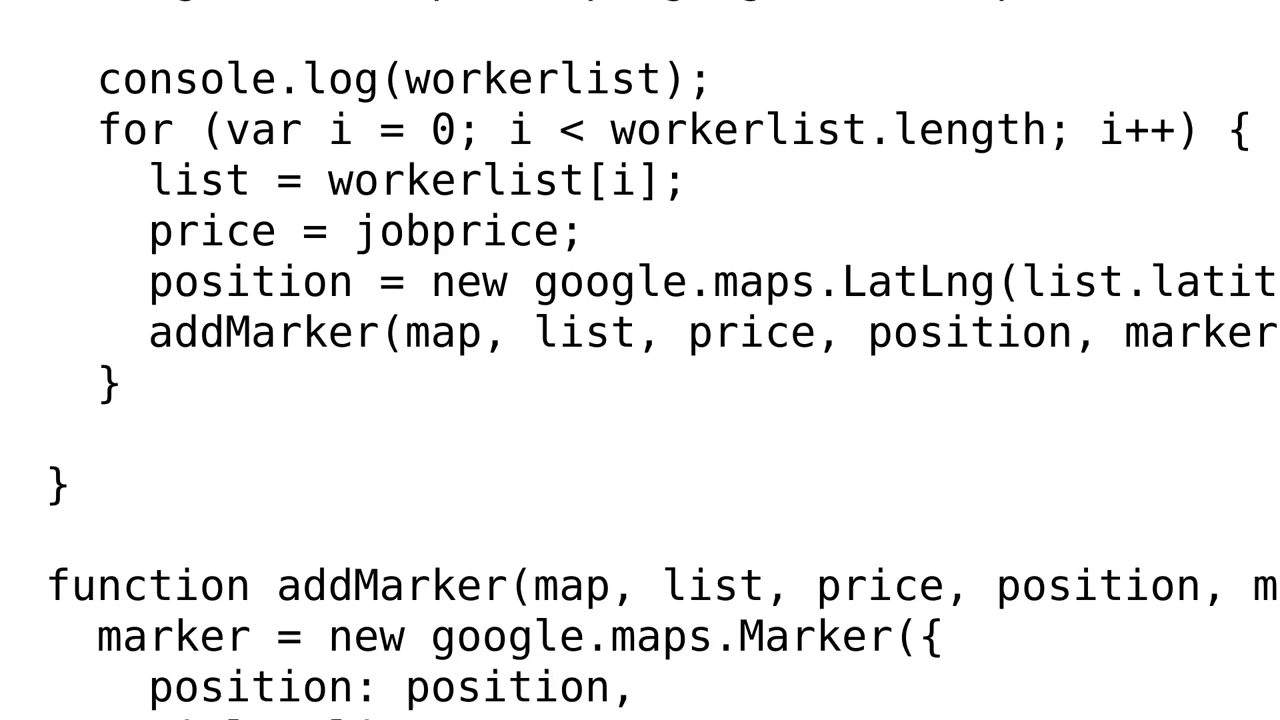 console.log(workerlist);
for (var i = 0; i < workerlist.length; i++) {
list = workerlist[i];
price = jobprice;
position = new google.maps.LatLng(list.latit
addMarker(map, list, price, position, marker
}
}
function addMarker(map, list, price, position, m
marker = new google.maps.Marker({
position: position,